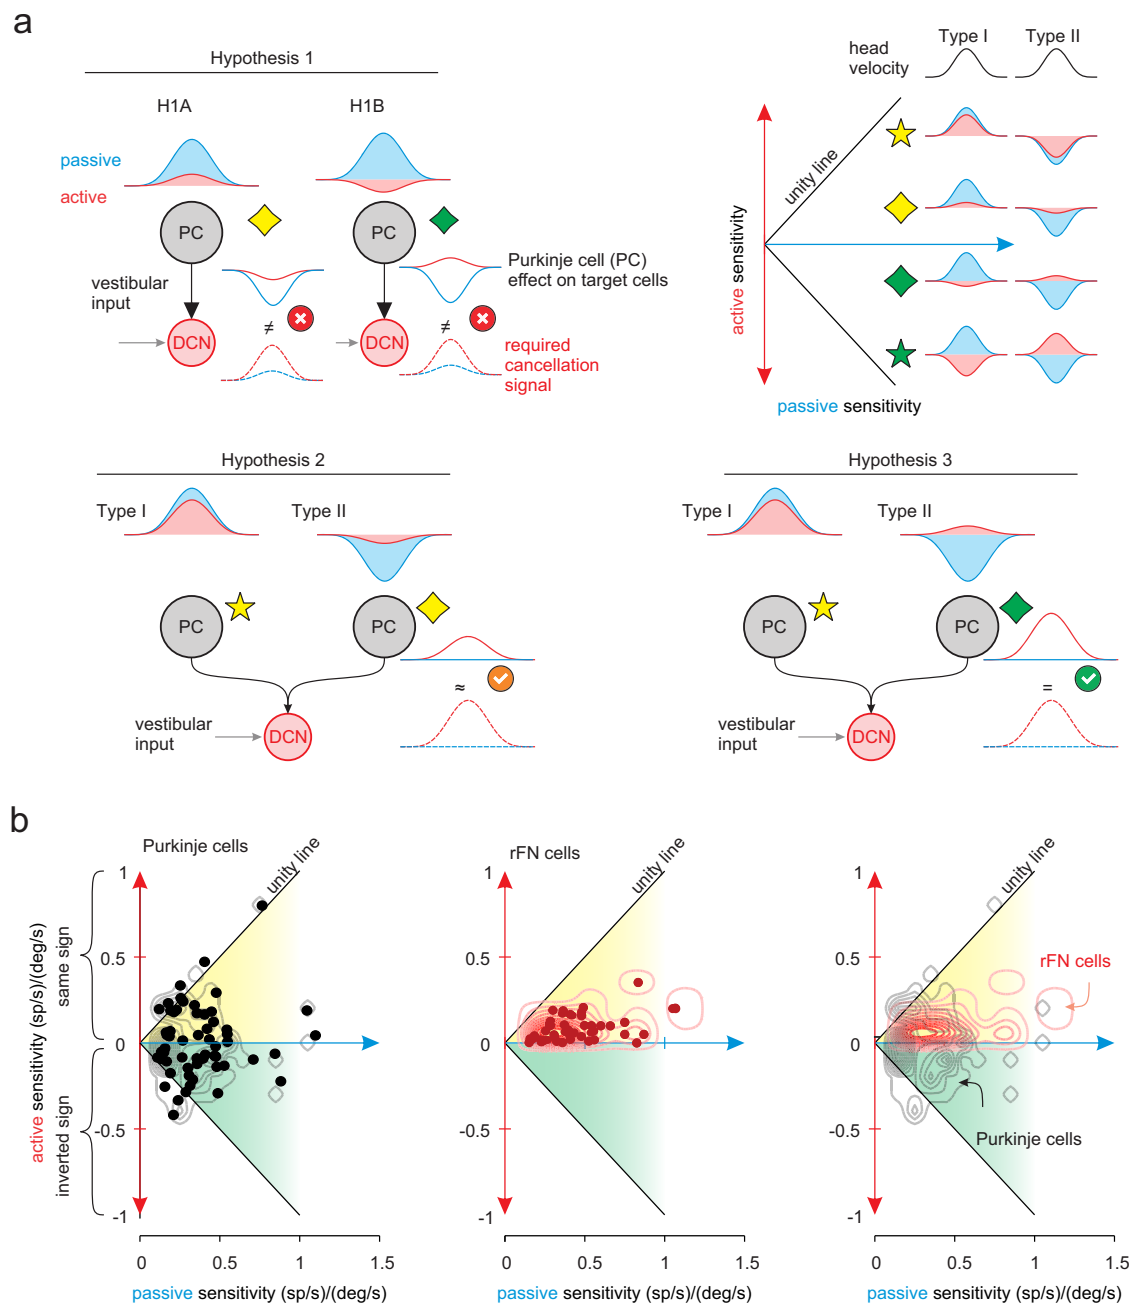 a
Hypothesis 1
H1A
H1B
passive
active
PC
PC
vestibular
input
Purkinje cell (PC)
effect on target cells
≠
≠
DCN
DCN
required
cancellation
signal
head
velocity
Type I
Type II
unity line
active sensitivity
passive sensitivity
Hypothesis 2
Type I
Type II
PC
PC
≈
vestibular
input
DCN
Hypothesis 3
Type I
Type II
PC
PC
=
vestibular
input
DCN
b
Purkinje cells
unity line
active sensitivity (sp/s)/(deg/s)
inverted sign
same sign
1
0.5
0
-0.5
-1
0
0.5
1
1.5
passive sensitivity (sp/s)/(deg/s)
rFN cells
unity line
1
0.5
0
-0.5
-1
0
0.5
1
1.5
passive sensitivity (sp/s)/(deg/s)
unity line
rFN cells
Purkinje cells
1
0.5
0
-0.5
-1
0
0.5
1
1.5
passive sensitivity (sp/s)/(deg/s)